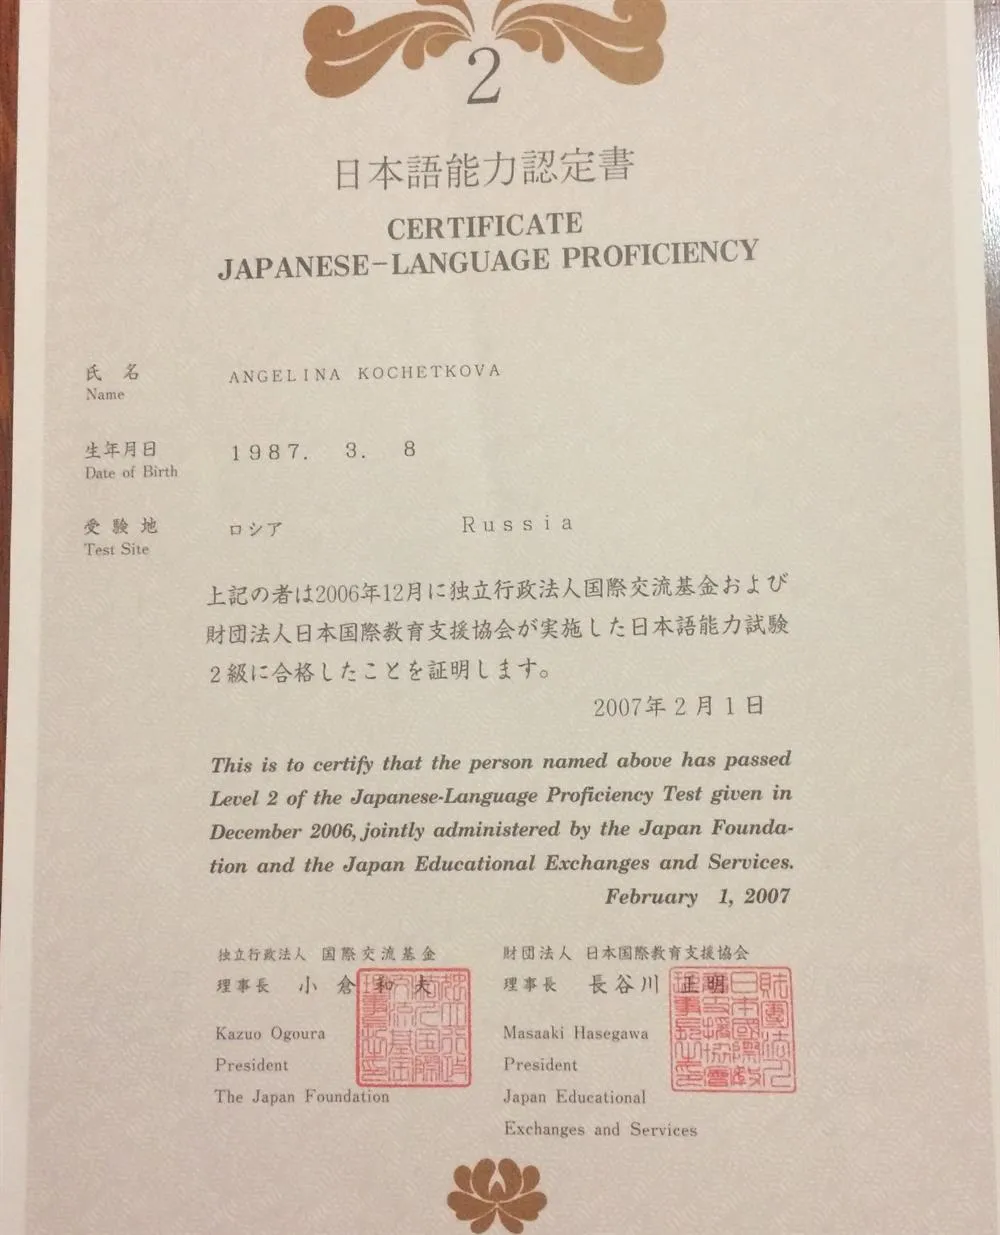 2
日本語能力認定書
CERTIFICATE
JAPANESE-LANGUAGE PROFICIENCY
氏名 ANGELINA KOCHETKOVA
Name
生年月日 1987. 3. 8
Date of Birth
受験地 ロシア Russia
Test Site
上記の者は2006年12月に独立行政法人国際交流基金および
財団法人日本国際教育支援協会が実施した日本語能力試験
2級に合格したことを証明します。
2007年2月1日
This is to certify that the person named above has passed
Level 2 of the Japanese-Language Proficiency Test given in
December 2006, jointly administered by the Japan Founda-
tion and the Japan Educational Exchanges and Services.
February 1, 2007
独立行政法人 国際交流基金
理事長 小倉和夫
Kazuo Ogoura
President
The Japan Foundation
財団法人 日本国際教育支援協会
理事長 長谷川正明
Masaaki Hasegawa
President
Japan Educational
Exchanges and Services